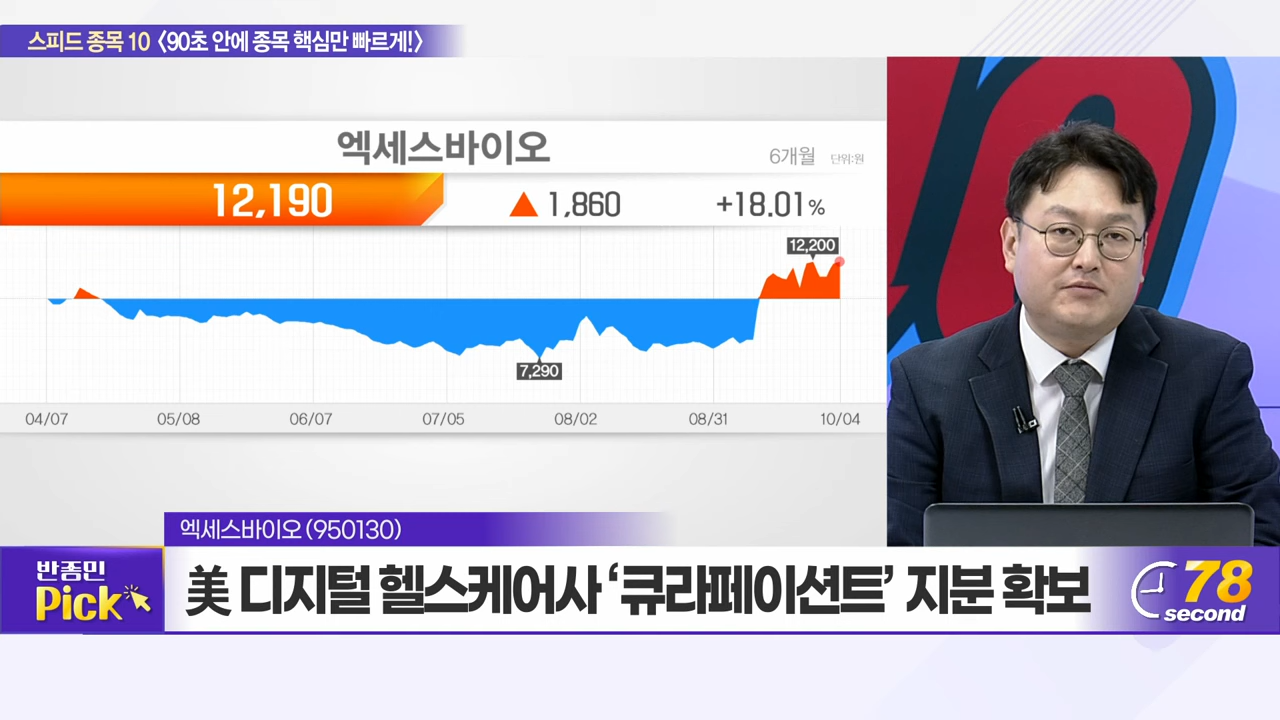 스피드 종목 10 <90초 안에 종목 핵심만 빠르게!>
엑세스바이오
6개월 단위:원
12,190 ▲ 1,860 +18.01%
12,200
7,290
04/07 05/08 06/07 07/05 08/02 08/31 10/04
엑세스바이오 (950130)
반종민
Pick
美 디지털 헬스케어사 ‘큐라페이션트’ 지분 확보
78
second